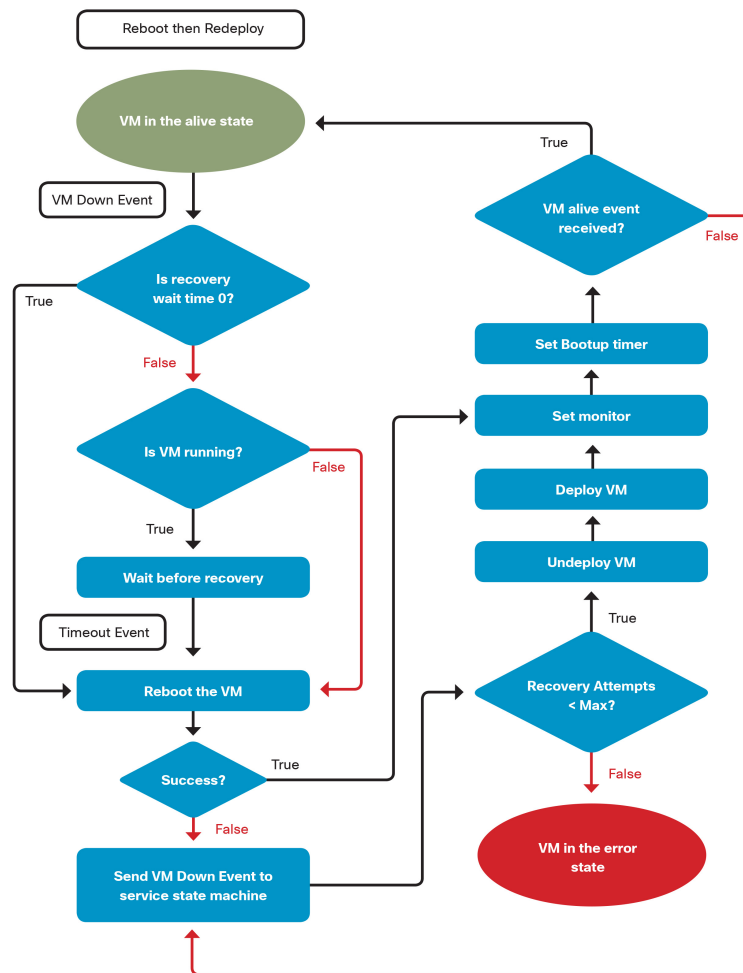 Reboot then Redeploy
VM in the alive state
VM Down Event
Is recovery
wait time 0?
True
False
Is VM running?
False
True
Wait before recovery
Timeout Event
Reboot the VM
Success?
True
False
Send VM Down Event to
service state machine
True
VM alive event
received?
False
Set Bootup timer
Set monitor
Deploy VM
Undeploy VM
True
Recovery Attempts
< Max?
False
VM in the error
state